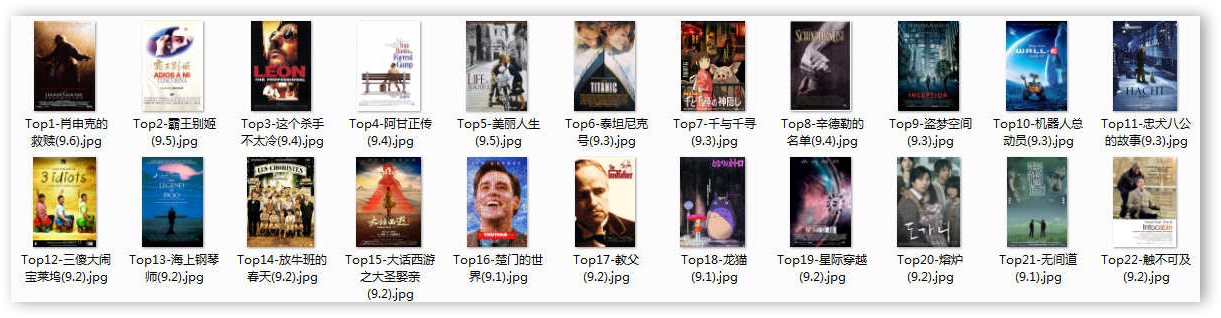 霸王别姬
ADIOS A MI
CONCUBINA
LEON
THE PROFESSIONAL
Tom
Hanks
Forrest
Gump
LIFE
TITANIC
千と千尋の神隠し
INCEPTION
WALL·E
HACHI
Top1-肖申克的
救赎(9.6).jpg
Top2-霸王别姬
(9.5).jpg
Top3-这个杀手
不太冷(9.4).jpg
Top4-阿甘正传
(9.4).jpg
Top5-美丽人生
(9.5).jpg
Top6-泰坦尼克
号(9.3).jpg
Top7-千与千寻
(9.3).jpg
Top8-辛德勒的
名单(9.4).jpg
Top9-盗梦空间
(9.3).jpg
Top10-机器人总
动员(9.3).jpg
Top11-忠犬八公
的故事(9.3).jpg
3 idiots
THE
LEGEND
OF
1900
LES CHORISTES
大话西游
TRUMAN
Godfather
となりのトトロ
도가니
Intocable
Top12-三傻大闹
宝莱坞(9.2).jpg
Top13-海上钢琴
师(9.2).jpg
Top14-放牛班的
春天(9.2).jpg
Top15-大话西游
之大圣娶亲
(9.2).jpg
Top16-楚门的世
界(9.1).jpg
Top17-教父
(9.2).jpg
Top18-龙猫
(9.1).jpg
Top19-星际穿越
(9.2).jpg
Top20-熔炉
(9.2).jpg
Top21-无间道
(9.1).jpg
Top22-触不可及
(9.2).jpg